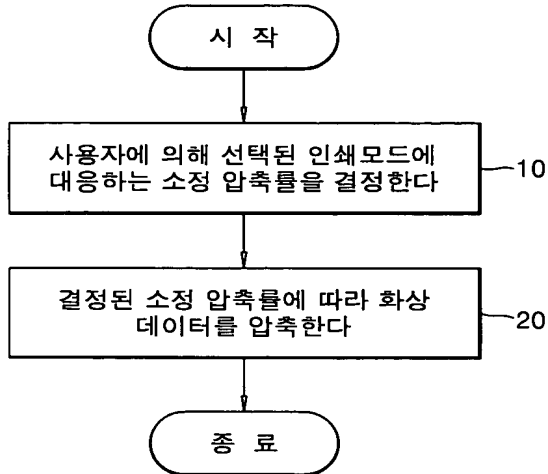 시 작
사용자에 의해 선택된 인쇄모드에
대응하는 소정 압축률을 결정한다
10
결정된 소정 압축률에 따라 화상
데이터를 압축한다
20
종 료